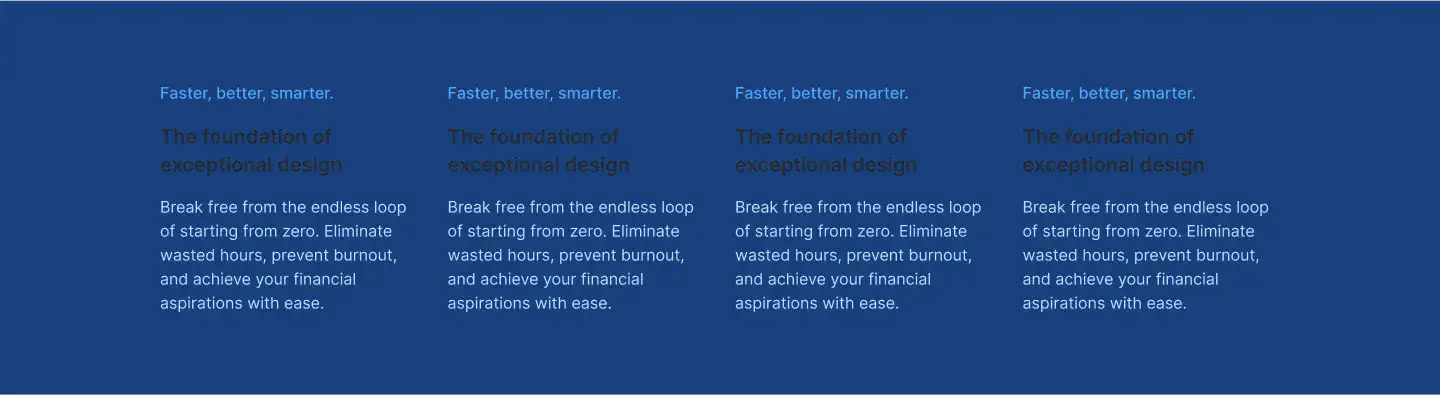 Faster, better, smarter.
The foundation of
exceptional design
Break free from the endless loop
of starting from zero. Eliminate
wasted hours, prevent burnout,
and achieve your financial
aspirations with ease.
Faster, better, smarter.
The foundation of
exceptional design
Break free from the endless loop
of starting from zero. Eliminate
wasted hours, prevent burnout,
and achieve your financial
aspirations with ease.
Faster, better, smarter.
The foundation of
exceptional design
Break free from the endless loop
of starting from zero. Eliminate
wasted hours, prevent burnout,
and achieve your financial
aspirations with ease.
Faster, better, smarter.
The foundation of
exceptional design
Break free from the endless loop
of starting from zero. Eliminate
wasted hours, prevent burnout,
and achieve your financial
aspirations with ease.